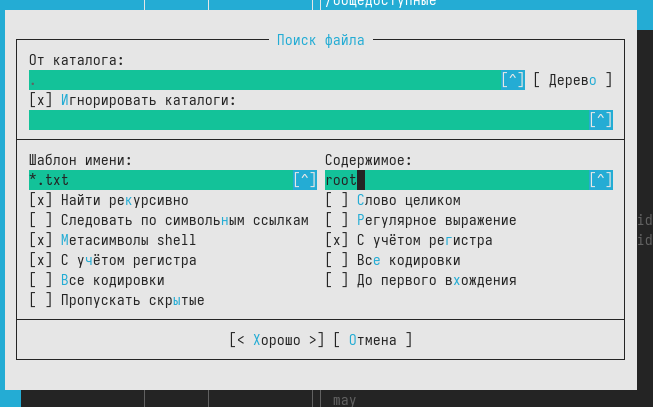 /общедоступные
Поиск файла
От каталога:
. [^] [ Дерево ]
[x] Игнорировать каталоги:
[^]
Шаблон имени: Содержимое:
*.txt [^] root [^]
[x] Найти рекурсивно [ ] Слово целиком
[ ] Следовать по символьным ссылкам [ ] Регулярное выражение
[x] Метасимволы shell [x] С учётом регистра
[x] С учётом регистра [ ] Все кодировки
[ ] Все кодировки [ ] До первого вхождения
[ ] Пропускать скрытые
[< Хорошо >] [ Отмена ]
id
id
may